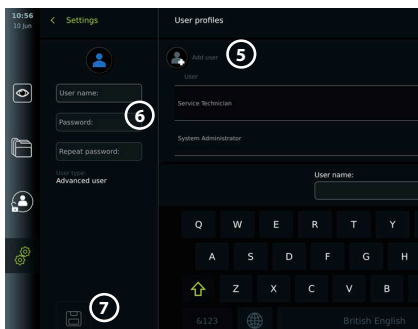 10:56
10 Jun
Settings
User profiles
Add user
5
User
User name:
Service Technician
Password:
6
System Administrator
Repeat password:
User type:
Advanced user
User name:
Q W E R T Y
A S D F G H
Z X C V B
7
&123
British English